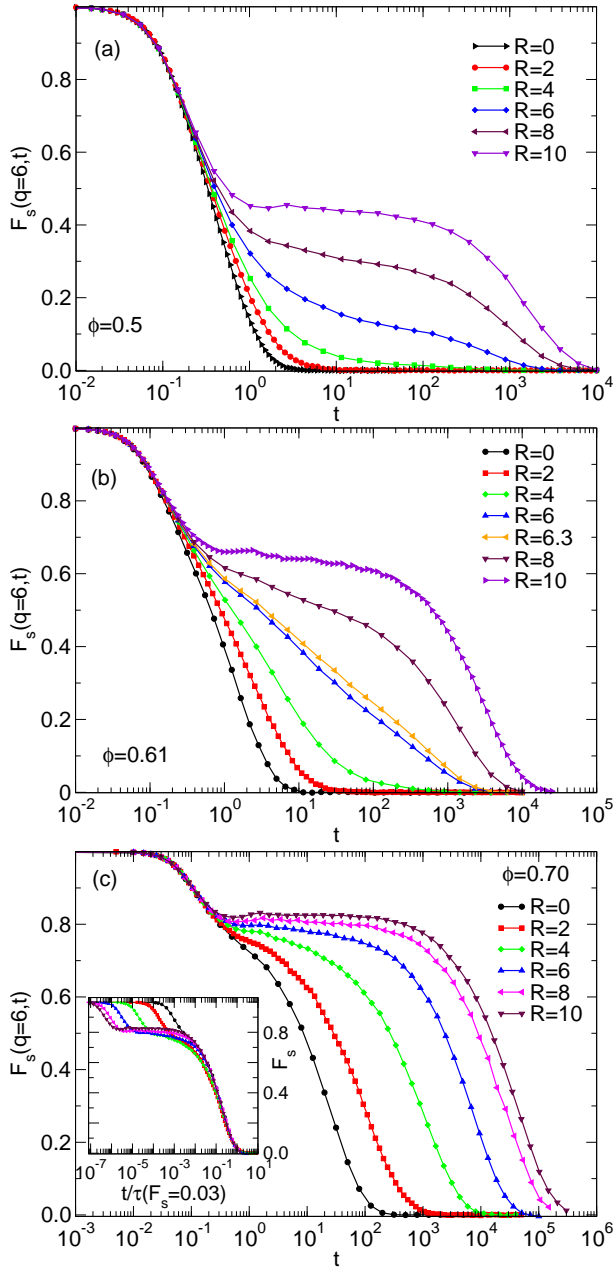 (a)
R=0
R=2
R=4
R=6
R=8
R=10
F_s(q=6,t)
0.8
0.6
0.4
0.2
0.0
ϕ=0.5
10^-2 10^-1 10^0 10^1 10^2 10^3 10^4
t
(b)
R=0
R=2
R=4
R=6
R=6.3
R=8
R=10
F_s(q=6,t)
0.8
0.6
0.4
0.2
0
ϕ=0.61
10^-2 10^-1 10^0 10^1 10^2 10^3 10^4 10^5
t
(c)
ϕ=0.70
R=0
R=2
R=4
R=6
R=8
R=10
F_s(q=6,t)
1.0
0.8
0.6
0.4
0.2
0.0
F_s
0.8
0.4
0.0
10^-7 10^-5 10^-3 10^-1 10^1
t/τ(F_s=0.03)
10^-3 10^-2 10^-1 10^0 10^1 10^2 10^3 10^4 10^5 10^6
t